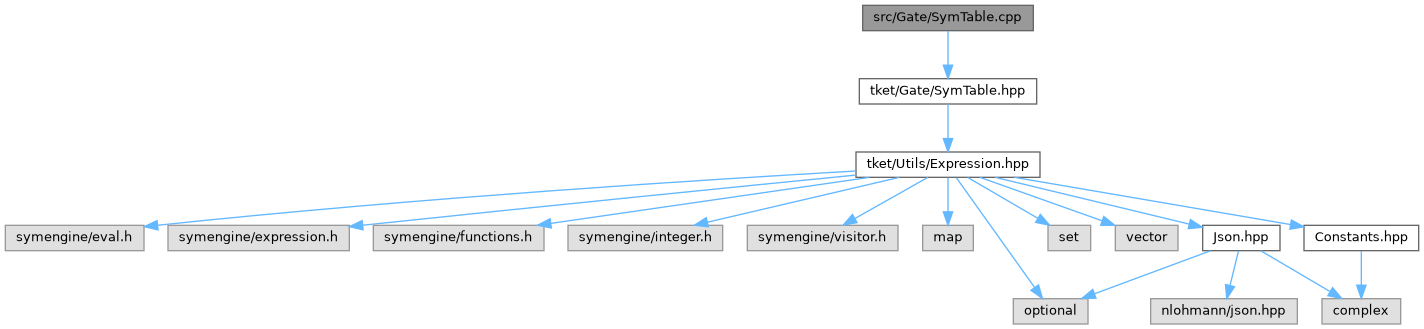 src/Gate/SymTable.cpp
tket/Gate/SymTable.hpp
tket/Utils/Expression.hpp
symengine/eval.h
symengine/expression.h
symengine/functions.h
symengine/integer.h
symengine/visitor.h
map
set
vector
Json.hpp
Constants.hpp
optional
nlohmann/json.hpp
complex